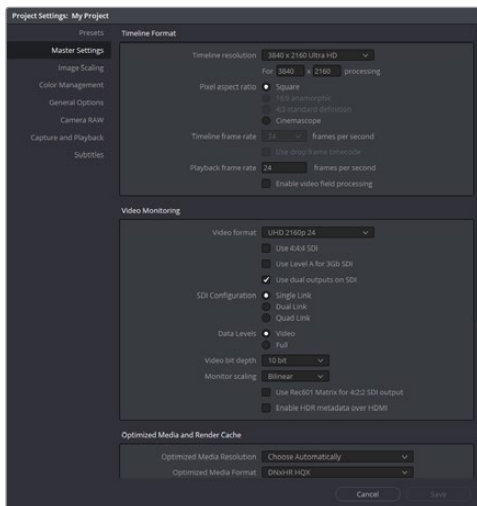 Project Settings: My Project
Presets
Master Settings
Image Scaling
Color Management
General Options
Camera RAW
Capture and Playback
Subtitles
Timeline Format
Timeline resolution 3840 x 2160 Ultra HD
For 3840 x 2160 processing
Pixel aspect ratio Square
16:9 anamorphic
4:3 standard definition
Cinemascope
Timeline frame rate 24 frames per second
Use drop frame timecode
Playback frame rate 24 frames per second
Enable video field processing
Video Monitoring
Video format UHD 2160p 24
Use 4:4:4 SDI
Use Level A for 3Gb SDI
Use dual outputs on SDI
SDI Configuration Single Link
Dual Link
Quad Link
Data Levels Video
Full
Video bit depth 10 bit
Monitor scaling Bilinear
Use Rec601 Matrix for 4:2:2 SDI output
Enable HDR metadata over HDMI
Optimized Media and Render Cache
Optimized Media Resolution Choose Automatically
Optimized Media Format DNxHR HQX
Cancel Save